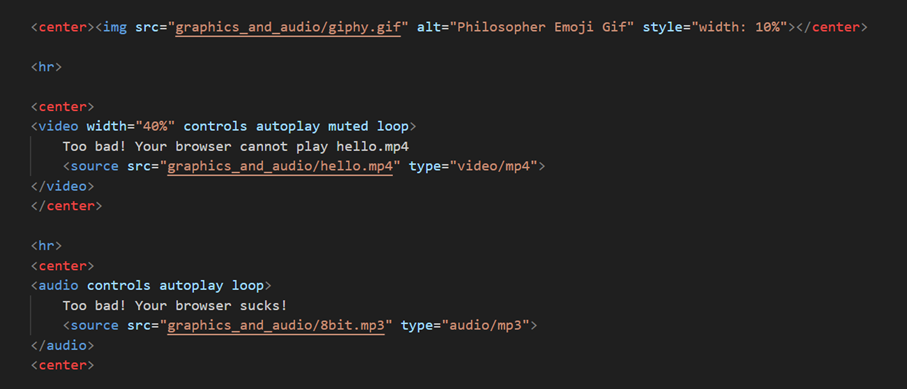 <center><img src="graphics_and_audio/giphy.gif" alt="Philosopher Emoji Gif" style="width: 10%"></center>
<hr>
<center>
<video width="40%" controls autoplay muted loop>
Too bad! Your browser cannot play hello.mp4
<source src="graphics_and_audio/hello.mp4" type="video/mp4">
</video>
</center>
<hr>
<center>
<audio controls autoplay loop>
Too bad! Your browser sucks!
<source src="graphics_and_audio/8bit.mp3" type="audio/mp3">
</audio>
<center>